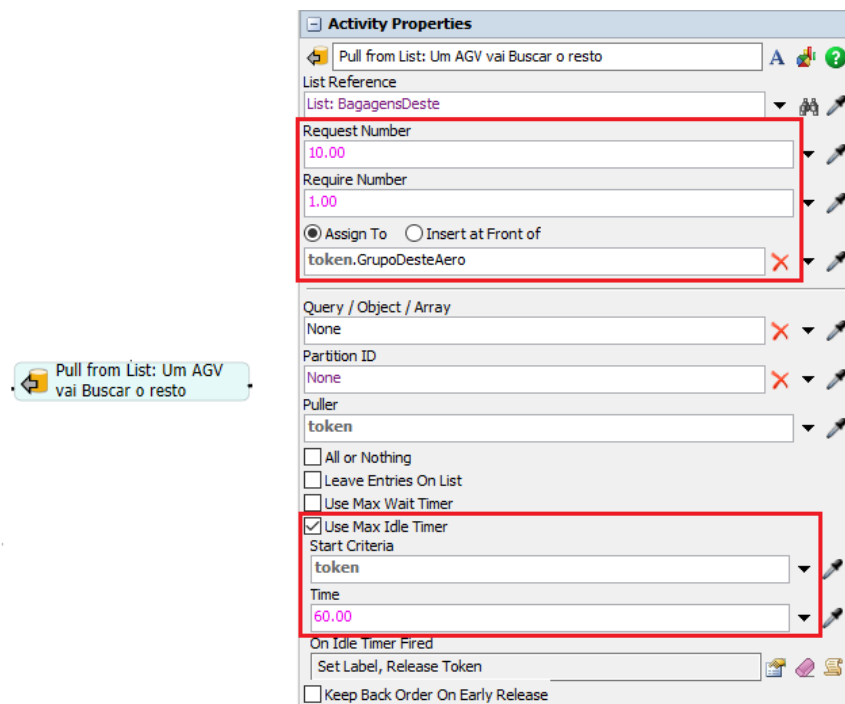 Pull from List: Um AGV
vai Buscar o resto
Activity Properties
Pull from List: Um AGV vai Buscar o resto
List Reference
List: BagagensDeste
Request Number
10.00
Require Number
1.00
Assign To Insert at Front of
token.GrupoDesteAero
Query / Object / Array
None
Partition ID
None
Puller
token
All or Nothing
Leave Entries On List
Use Max Wait Timer
Use Max Idle Timer
Start Criteria
token
Time
60.00
On Idle Timer Fired
Set Label, Release Token
Keep Back Order On Early Release